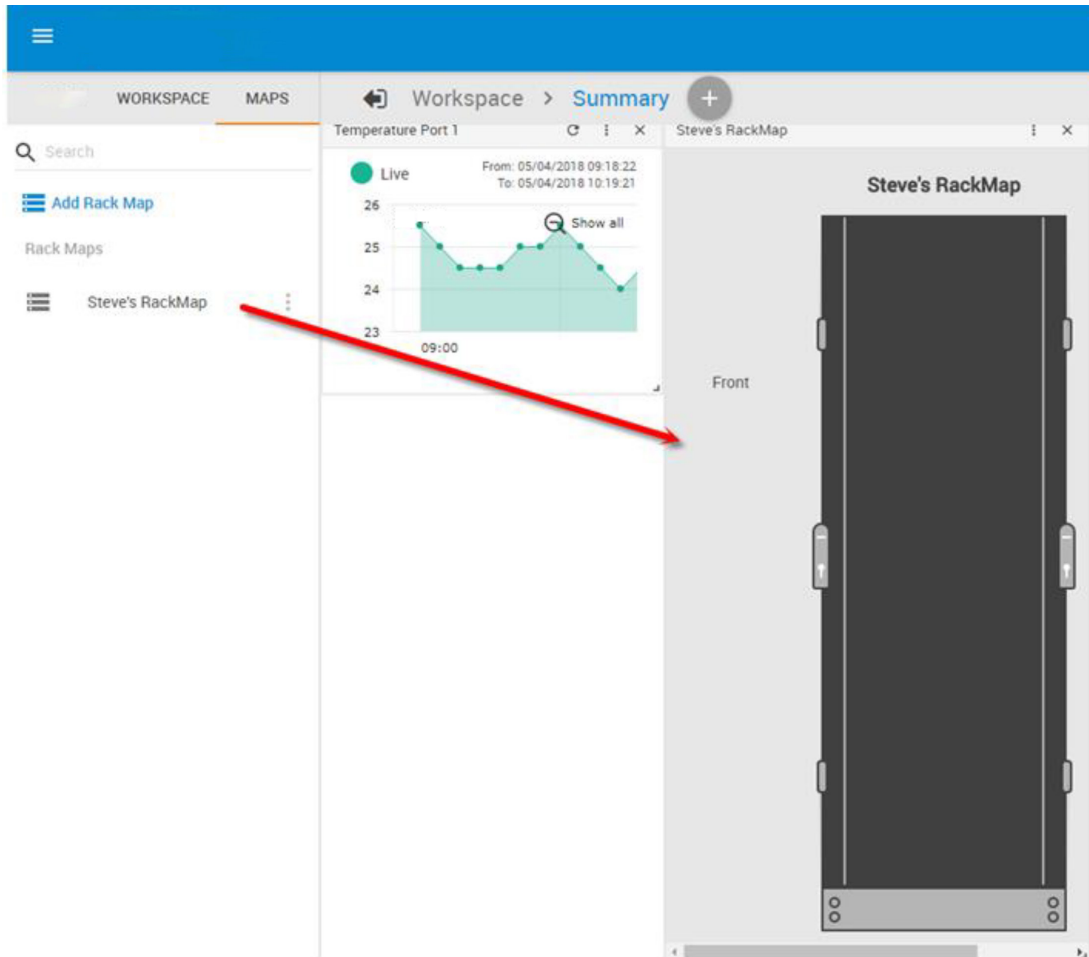 WORKSPACE MAPS
Workspace > Summary
Search
Add Rack Map
Rack Maps
Steve's RackMap
Temperature Port 1
Live
From: 05/04/2018 09:18:22
To: 05/04/2018 10:19:21
Show all
26
25
24
23
09:00
Steve's RackMap
Steve's RackMap
Front